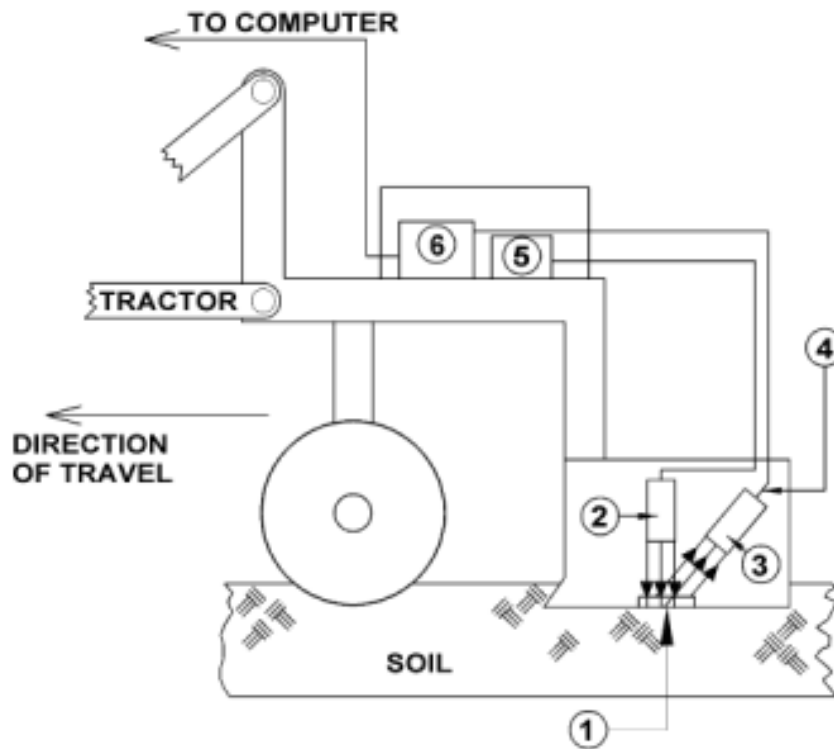 TO COMPUTER
6
5
TRACTOR
4
DIRECTION
OF TRAVEL
2
3
SOIL
1